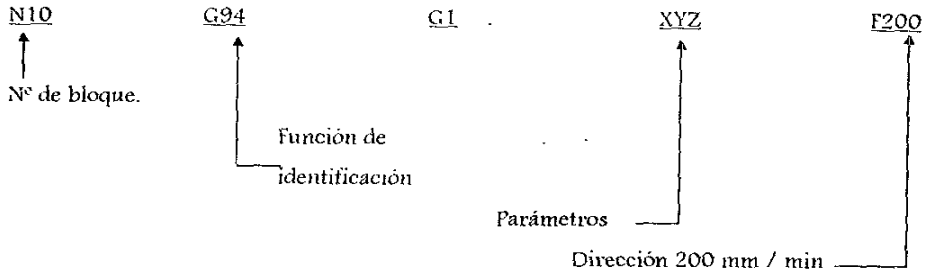 N10 G94 G1 XYZ F200
Nº de bloque.
Función de
identificación
Parámetros
Dirección 200 mm / min